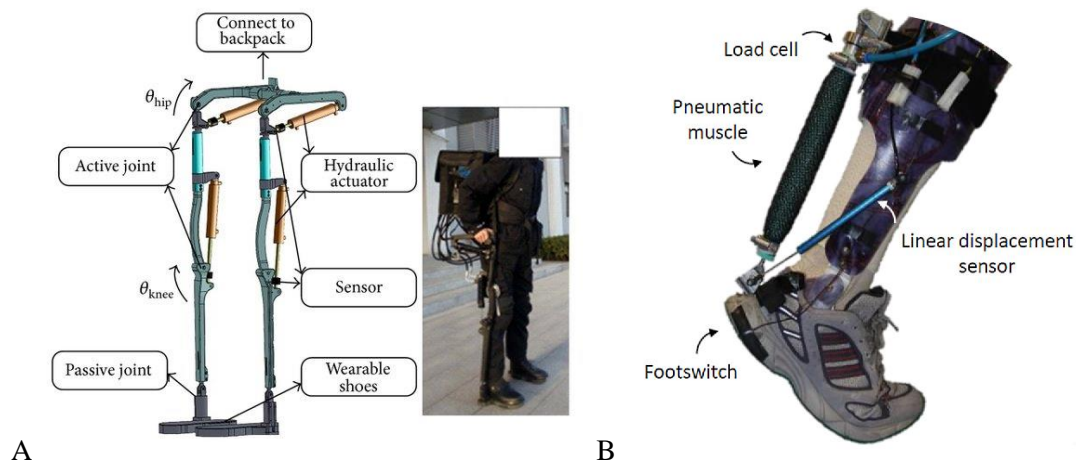 Connect to
backpack
θhip
Active joint
Hydraulic
actuator
θknee
Sensor
Passive joint
Wearable
shoes
A
Load cell
Pneumatic
muscle
Linear displacement
sensor
Footswitch
B